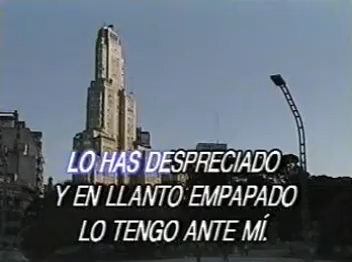 LO HAS DESPRECIADO
Y EN LLANTO EMPAPADO
LO TENGO ANTE MÍ.